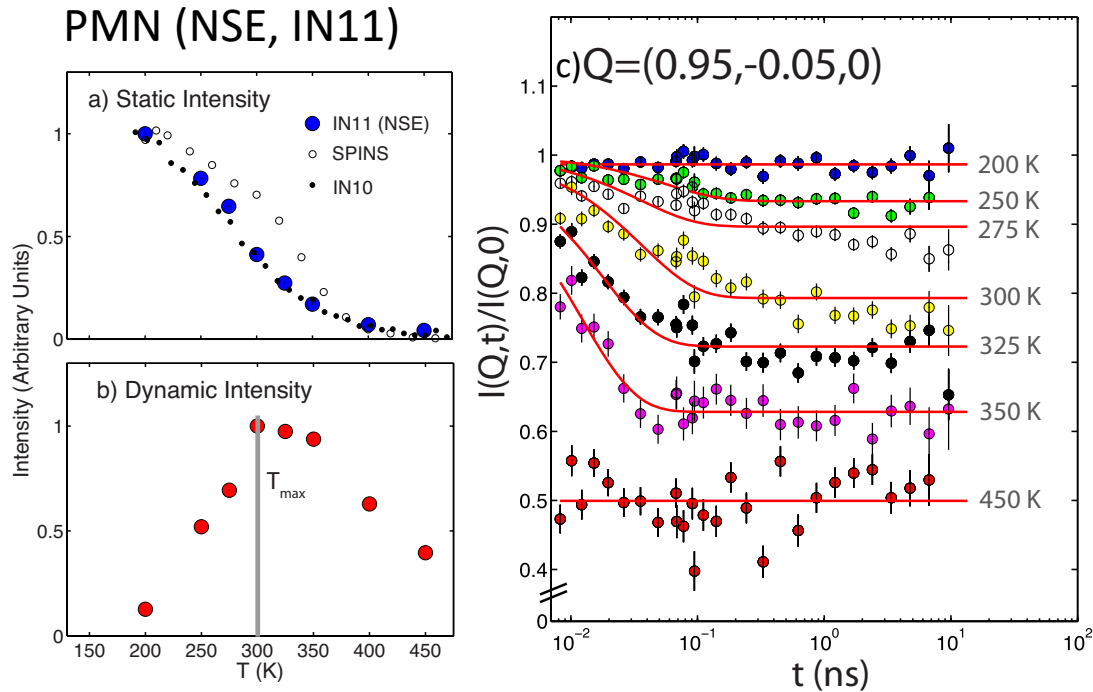 PMN (NSE, IN11)
a) Static Intensity
IN11 (NSE)
SPINS
IN10
1
0.5
0
b) Dynamic Intensity
T_max
1
0.5
0
Intensity (Arbitrary Units)
150 200 250 300 350 400 450
T (K)
c) Q=(0.95,-0.05,0)
1.1
1
0.9
0.8
0.7
0.6
0.5
0.4
0
I(Q,t)/I(Q,0)
200 K
250 K
275 K
300 K
325 K
350 K
450 K
10^-2 10^-1 10^0 10^1 10^2
t (ns)